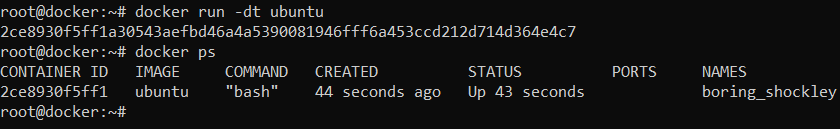 root@docker:~# docker run -dt ubuntu
2ce8930f5ff1a30543aefbd46a4a5390081946fff6a453ccd212d714d364e4c7
root@docker:~# docker ps
CONTAINER ID   IMAGE     COMMAND   CREATED          STATUS          PORTS     NAMES
2ce8930f5ff1   ubuntu    "bash"    44 seconds ago   Up 43 seconds             boring_shockley
root@docker:~#